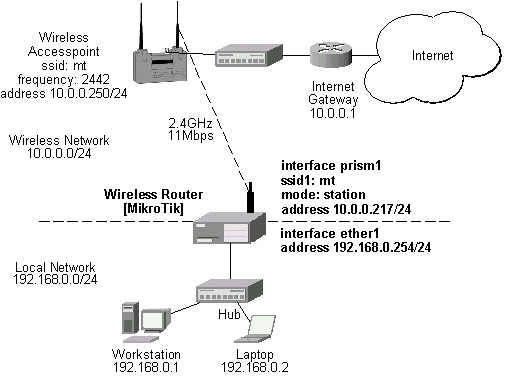 Wireless
Accesspoint
ssid: mt
frequency: 2442
address 10.0.0.250/24
Internet
Internet
Gateway
10.0.0.1
2.4GHz
11Mbps
Wireless Network
10.0.0.0/24
interface prism1
ssid1: mt
mode: station
address 10.0.0.217/24
Wireless Router
[MikroTik]
interface ether1
address 192.168.0.254/24
Local Network
192.168.0.0/24
Hub
Workstation
192.168.0.1
Laptop
192.168.0.2